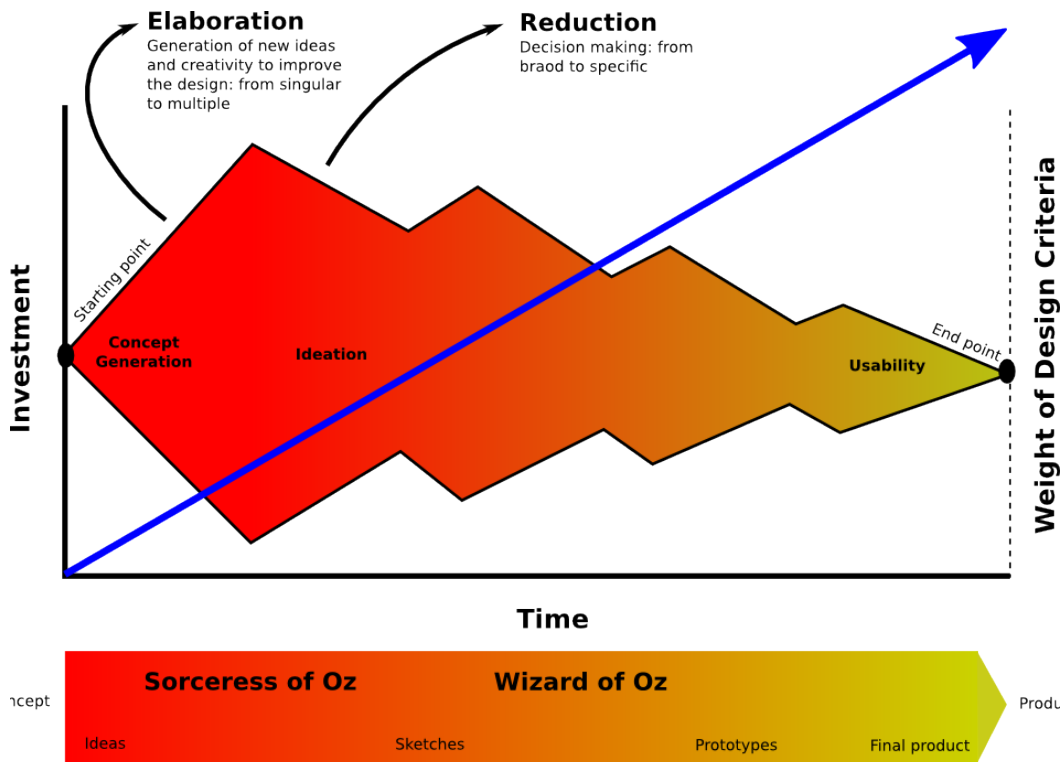 Elaboration
Generation of new ideas
and creativity to improve
the design: from singular
to multiple
Reduction
Decision making: from
braod to specific
Starting point
Concept
Generation
Ideation
Usability
End point
Investment
Weight of Design Criteria
Time
Sorceress of Oz
Wizard of Oz
ncept
Produ
Ideas
Sketches
Prototypes
Final product